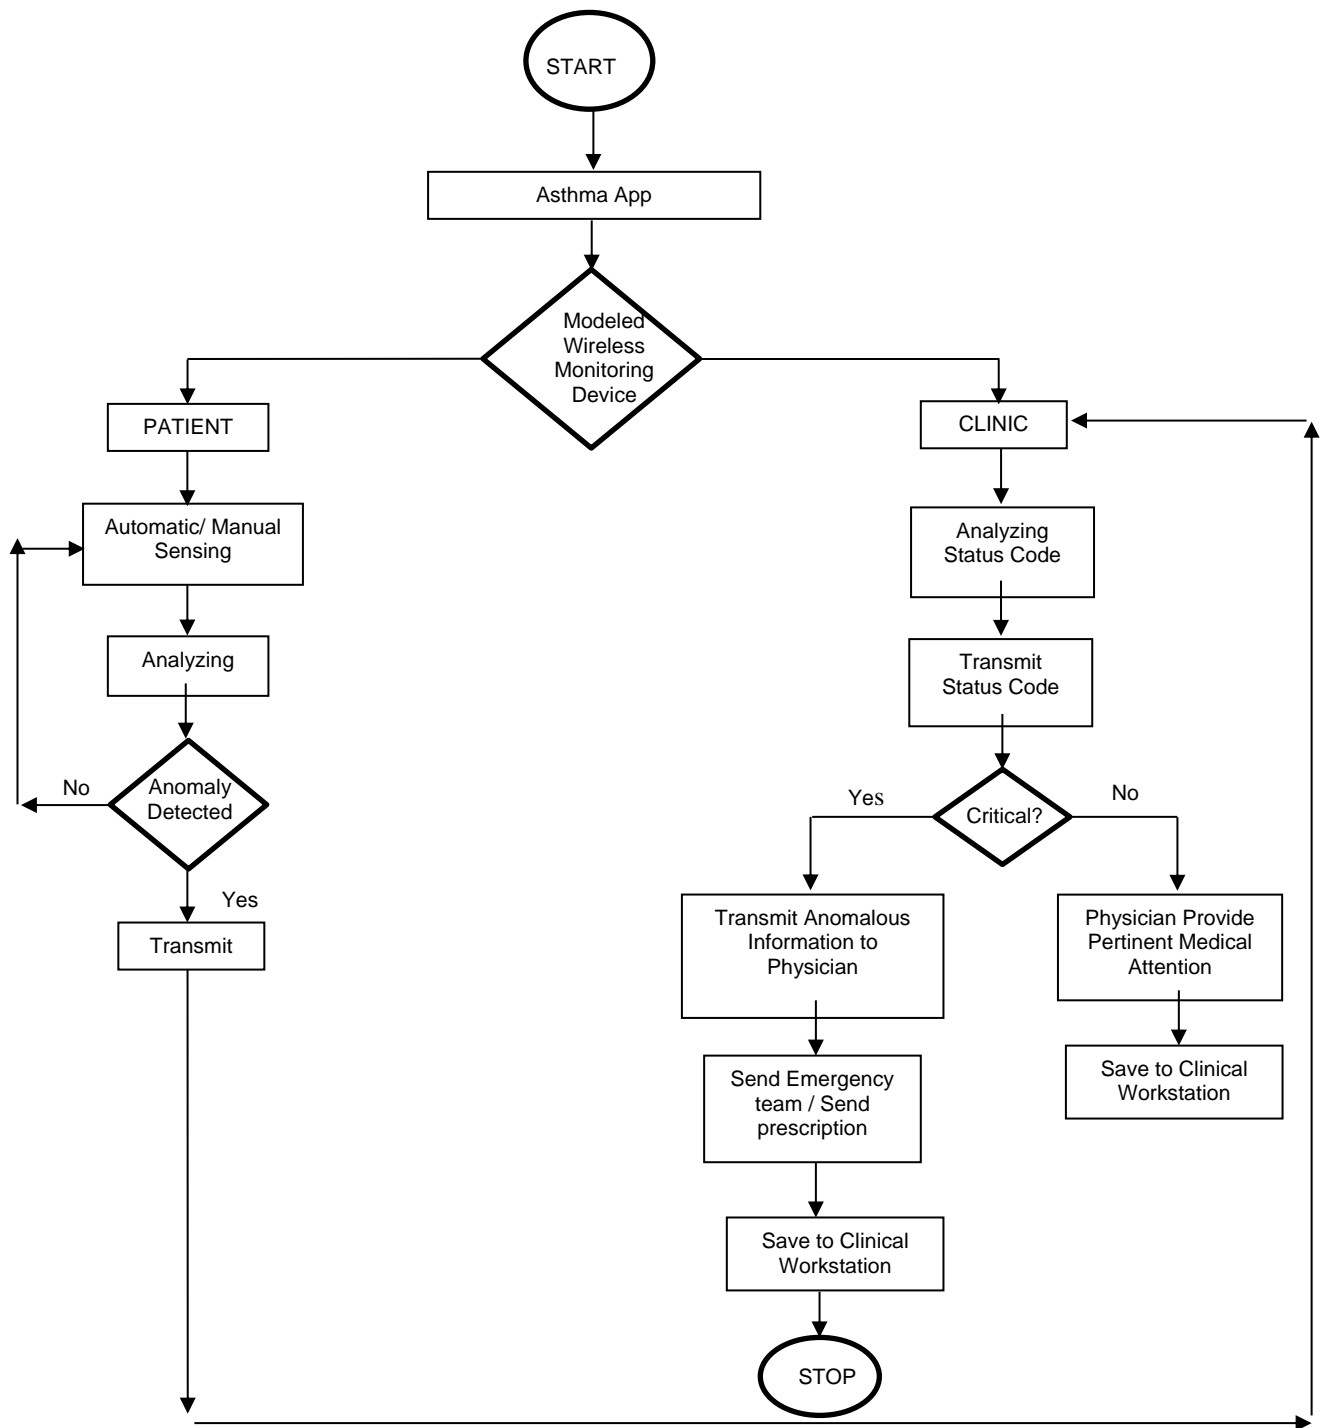 START
Asthma App
Modeled
Wireless
Monitoring
Device
PATIENT
CLINIC
Automatic/ Manual
Sensing
Analyzing
Status Code
Analyzing
Transmit
Status Code
No
Anomaly
Detected
Yes
Critical?
No
Yes
Transmit
Transmit Anomalous
Information to
Physician
Physician Provide
Pertinent Medical
Attention
Send Emergency
team / Send
prescription
Save to Clinical
Workstation
Save to Clinical
Workstation
STOP